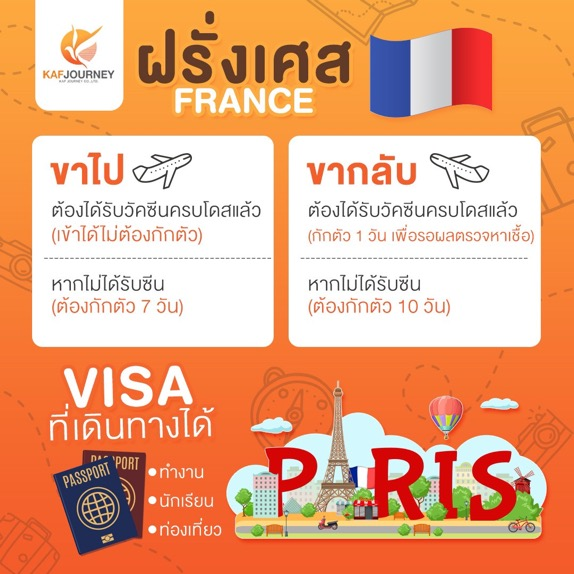 KAFJOURNEY
KAF JOURNEY CO.,LTD.
ฝรั่งเศส
FRANCE
ขาไป
ต้องได้รับวัคซีนครบโดสแล้ว
(เข้าได้ไม่ต้องกักตัว)
หากไม่ได้รับซีน
(ต้องกักตัว 7 วัน)
ขากลับ
ต้องได้รับวัคซีนครบโดสแล้ว
(กักตัว 1 วัน เพื่อรอผลตรวจหาเชื้อ)
หากไม่ได้รับซีน
(ต้องกักตัว 10 วัน)
VISA
ที่เดินทางได้
PASSPORT
PASSPORT
• ทำงาน
• นักเรียน
• ท่องเที่ยว
PARIS